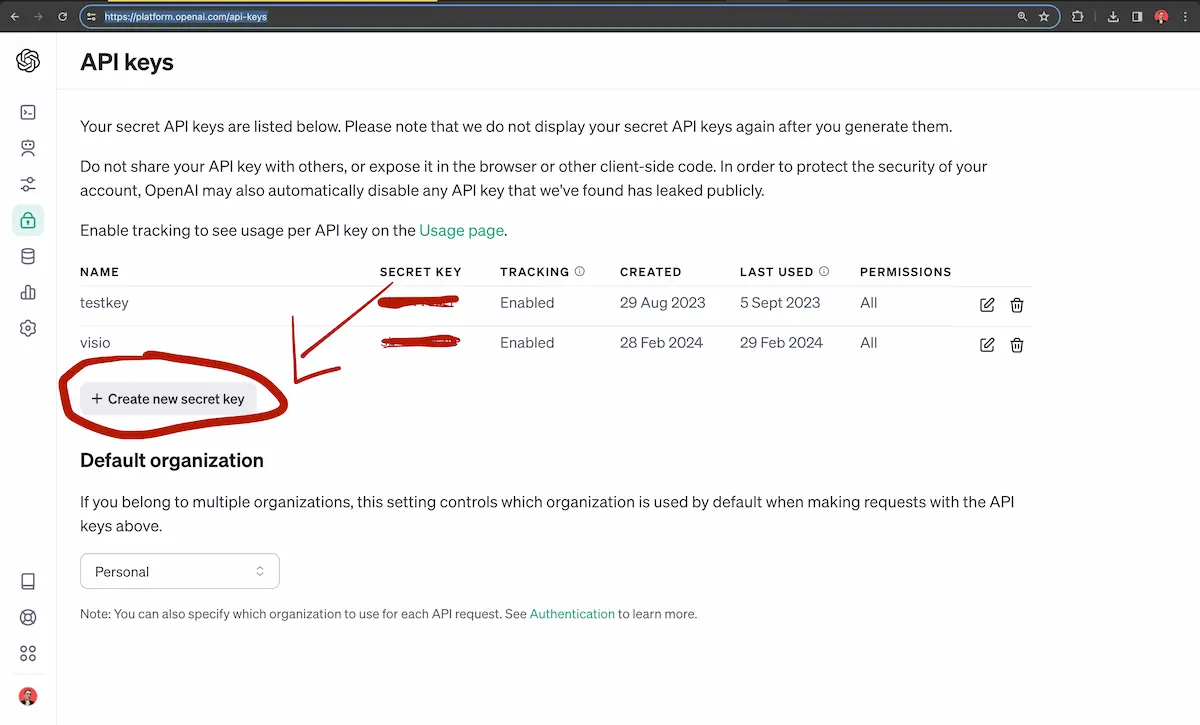 https://platform.openai.com/api-keys
API keys
Your secret API keys are listed below. Please note that we do not display your secret API keys again after you generate them.
Do not share your API key with others, or expose it in the browser or other client-side code. In order to protect the security of your
account, OpenAI may also automatically disable any API key that we've found has leaked publicly.
Enable tracking to see usage per API key on the Usage page.
NAME SECRET KEY TRACKING CREATED LAST USED PERMISSIONS
testkey Enabled 29 Aug 2023 5 Sept 2023 All
visio Enabled 28 Feb 2024 29 Feb 2024 All
+ Create new secret key
Default organization
If you belong to multiple organizations, this setting controls which organization is used by default when making requests with the API
keys above.
Personal
Note: You can also specify which organization to use for each API request. See Authentication to learn more.